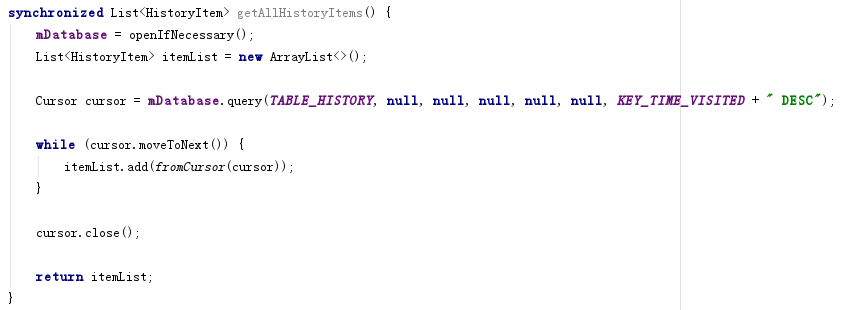 synchronized List<HistoryItem> getAllHistoryItems() {
mDatabase = openIfNecessary();
List<HistoryItem> itemList = new ArrayList<>();
Cursor cursor = mDatabase.query(TABLE_HISTORY, null, null, null, null, null, KEY_TIME_VISITED + " DESC");
while (cursor.moveToNext()) {
itemList.add(fromCursor(cursor));
}
cursor.close();
return itemList;
}